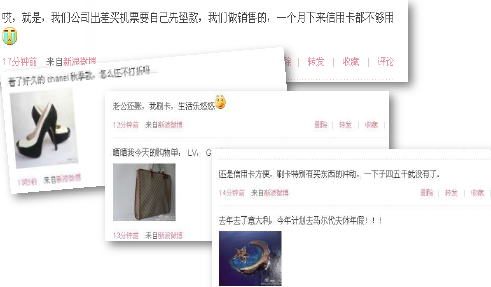 哎，就是，我们公司出差买机票要自己先垫款，我们做销售的，一个月下来信用卡都不够用
17分钟前 来自新浪微博
转发 | 收藏 | 评论
看了好久的 chanel 秋季款，怎么还不打折吗
来自新浪微博
老公还账，我刷卡，生活乐悠悠
12分钟前 来自新浪微博
删除 | 转发 | 收藏
晒晒我今天的购物单： LV， G
13分钟前 来自新浪微博
还是信用卡方便，刷卡特别有买东西的冲动，一下子四五千就没有了。
14分钟前 来自新浪微博
删除 | 转发 | 收藏
去年去了意大利，今年计划去马尔代夫休年假！！！